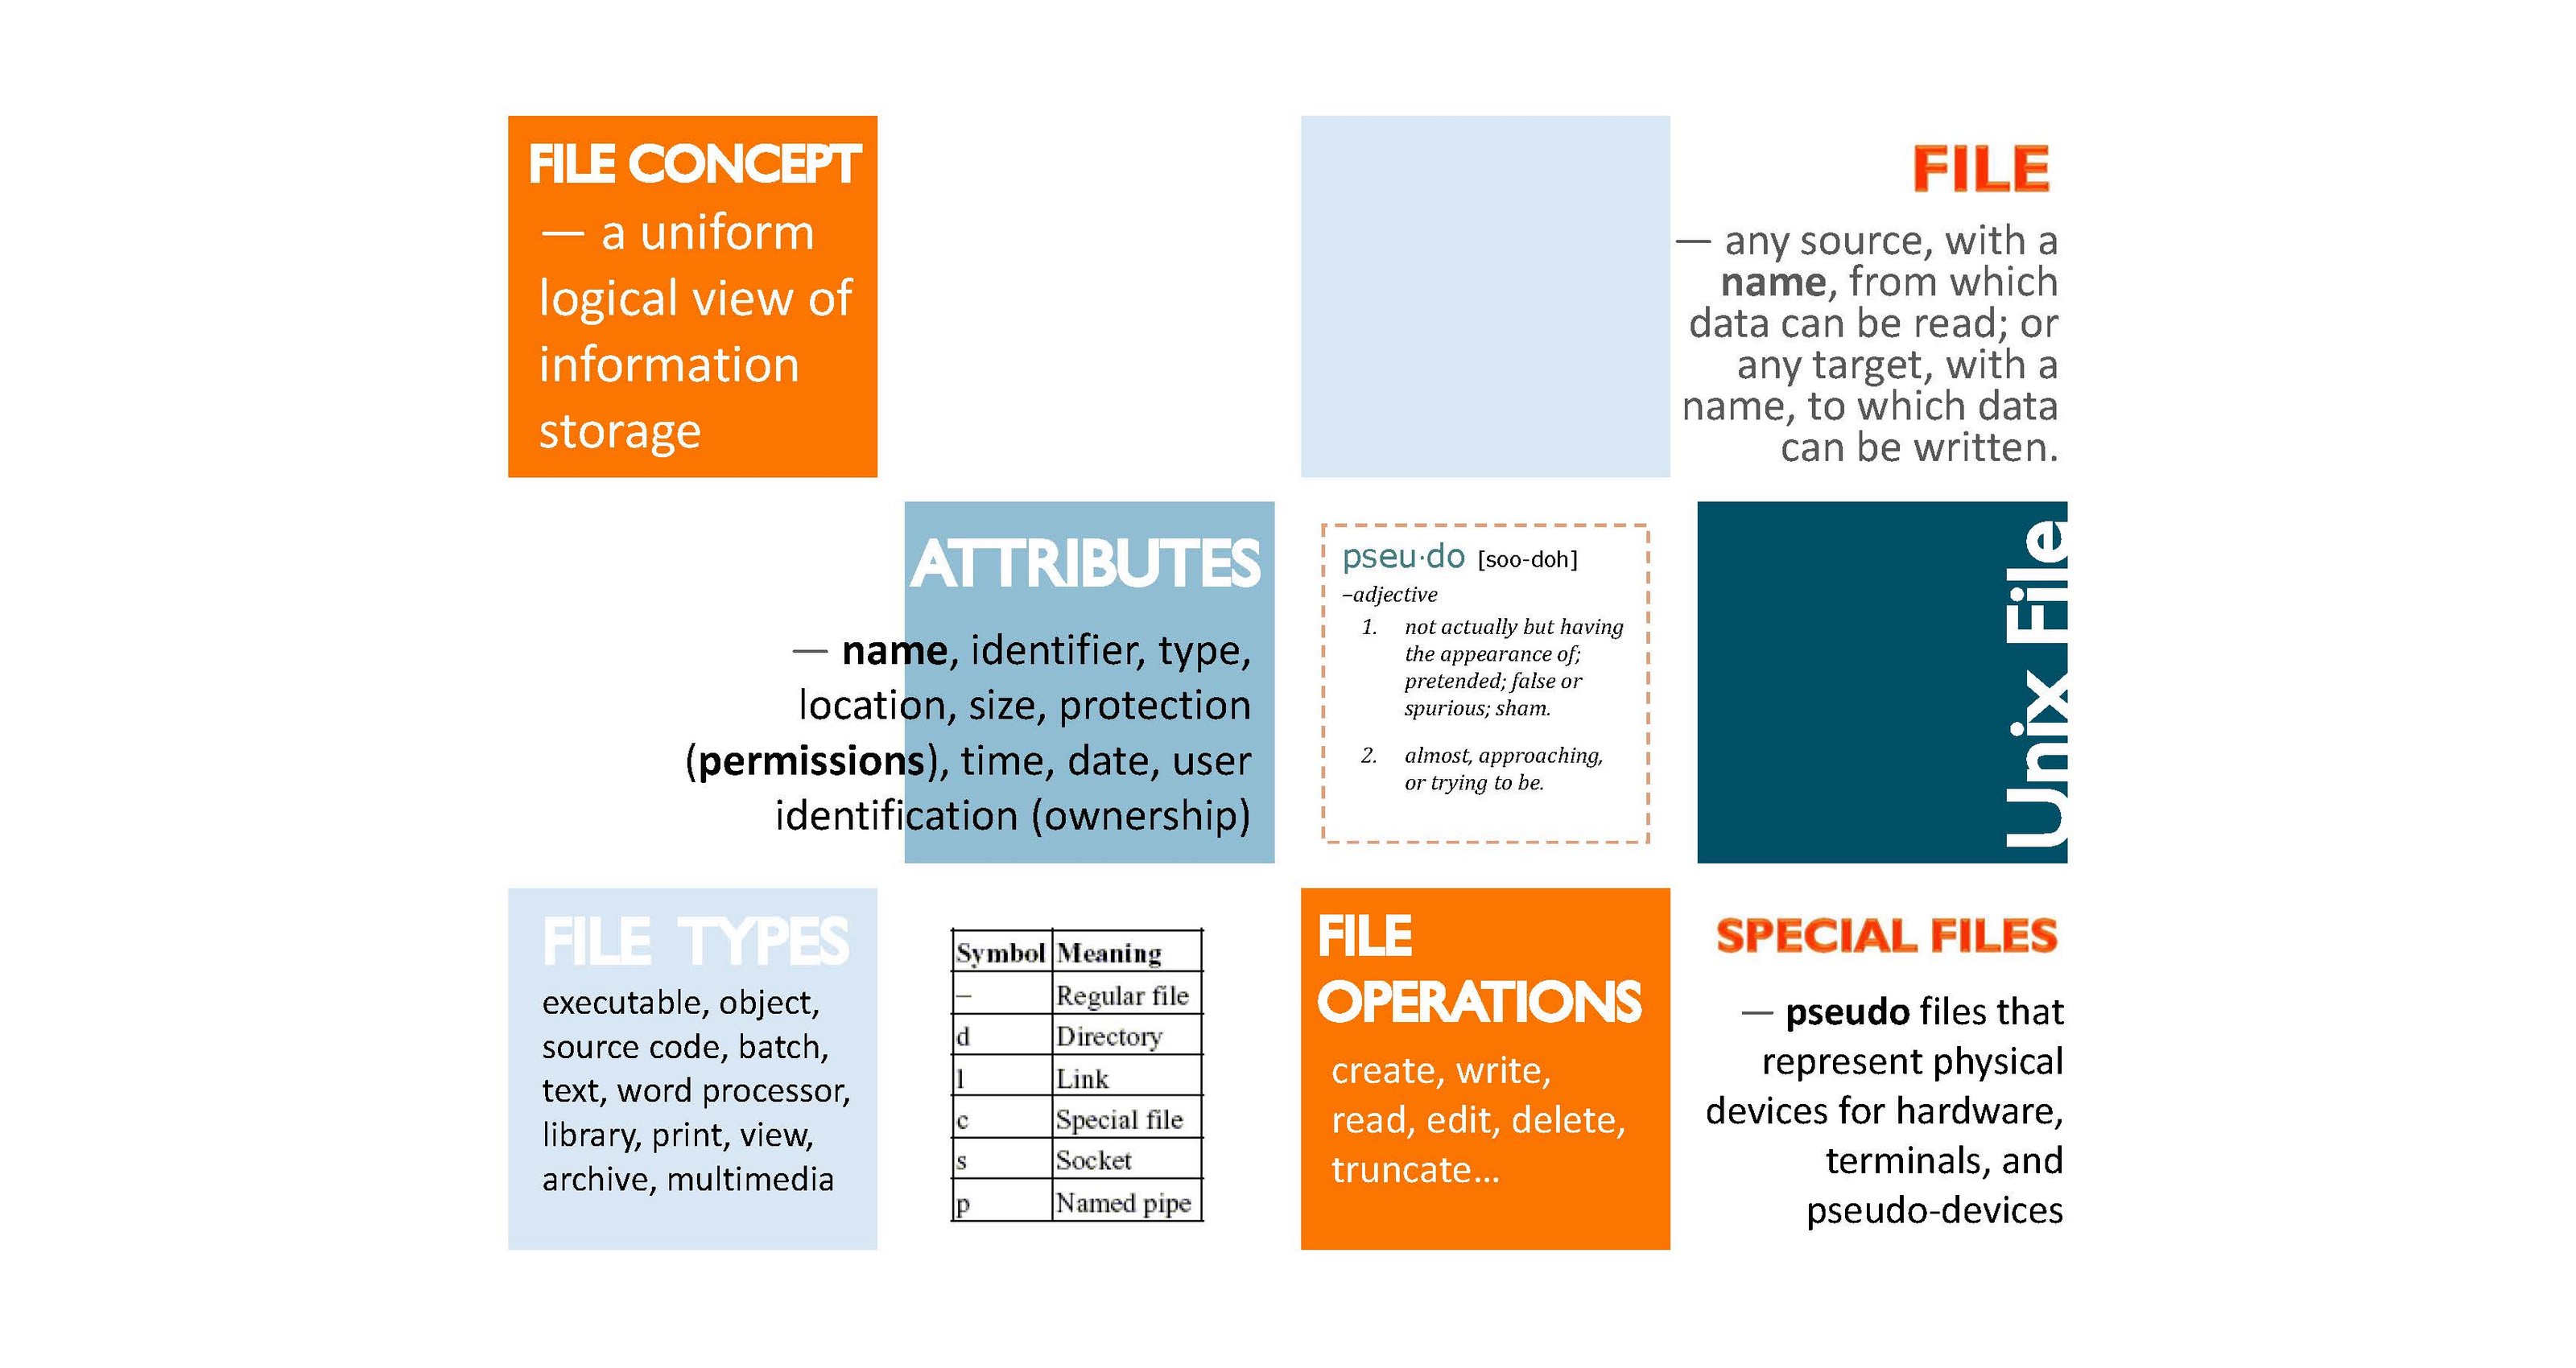 FILE CONCEPT
— a uniform
logical view of
information
storage
FILE
— any source, with a
name, from which
data can be read; or
any target, with a
name, to which data
can be written.
ATTRIBUTES
— name, identifier, type,
location, size, protection
(permissions), time, date, user
identification (ownership)
pseu·do [soo-doh]
–adjective
1. not actually but having
the appearance of;
pretended; false or
spurious; sham.
2. almost, approaching,
or trying to be.
Unix File
FILE TYPES
executable, object,
source code, batch,
text, word processor,
library, print, view,
archive, multimedia
Symbol Meaning
– Regular file
d Directory
l Link
c Special file
s Socket
p Named pipe
FILE
OPERATIONS
create, write,
read, edit, delete,
truncate...
SPECIAL FILES
— pseudo files that
represent physical
devices for hardware,
terminals, and
pseudo-devices